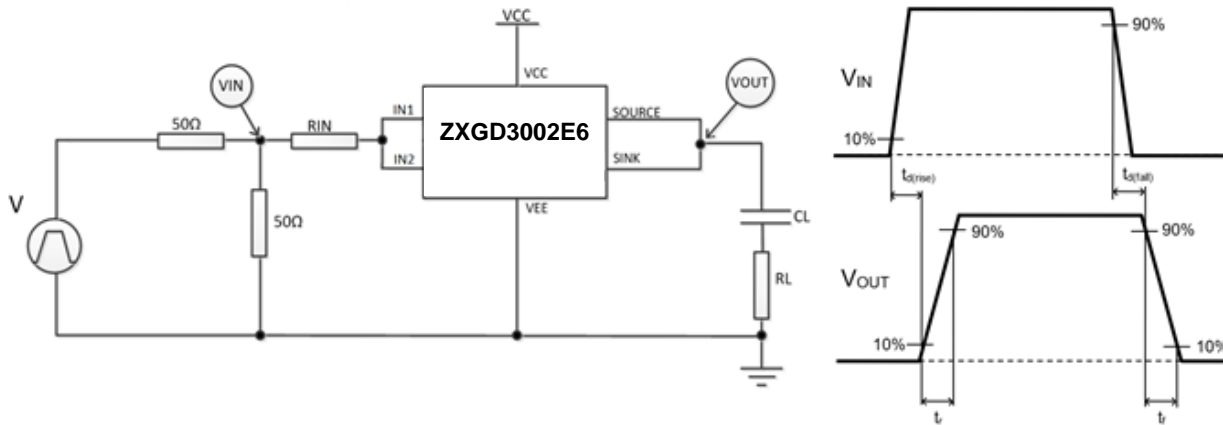 VCC
VCC
VIN
VOUT
50Ω
RIN
IN1
IN2
ZXGD3002E6
SOURCE
SINK
VEE
V
50Ω
CL
RL
90%
VIN
10%
td(rise)
td(fall)
90%
90%
VOUT
10%
10%
tr
tf